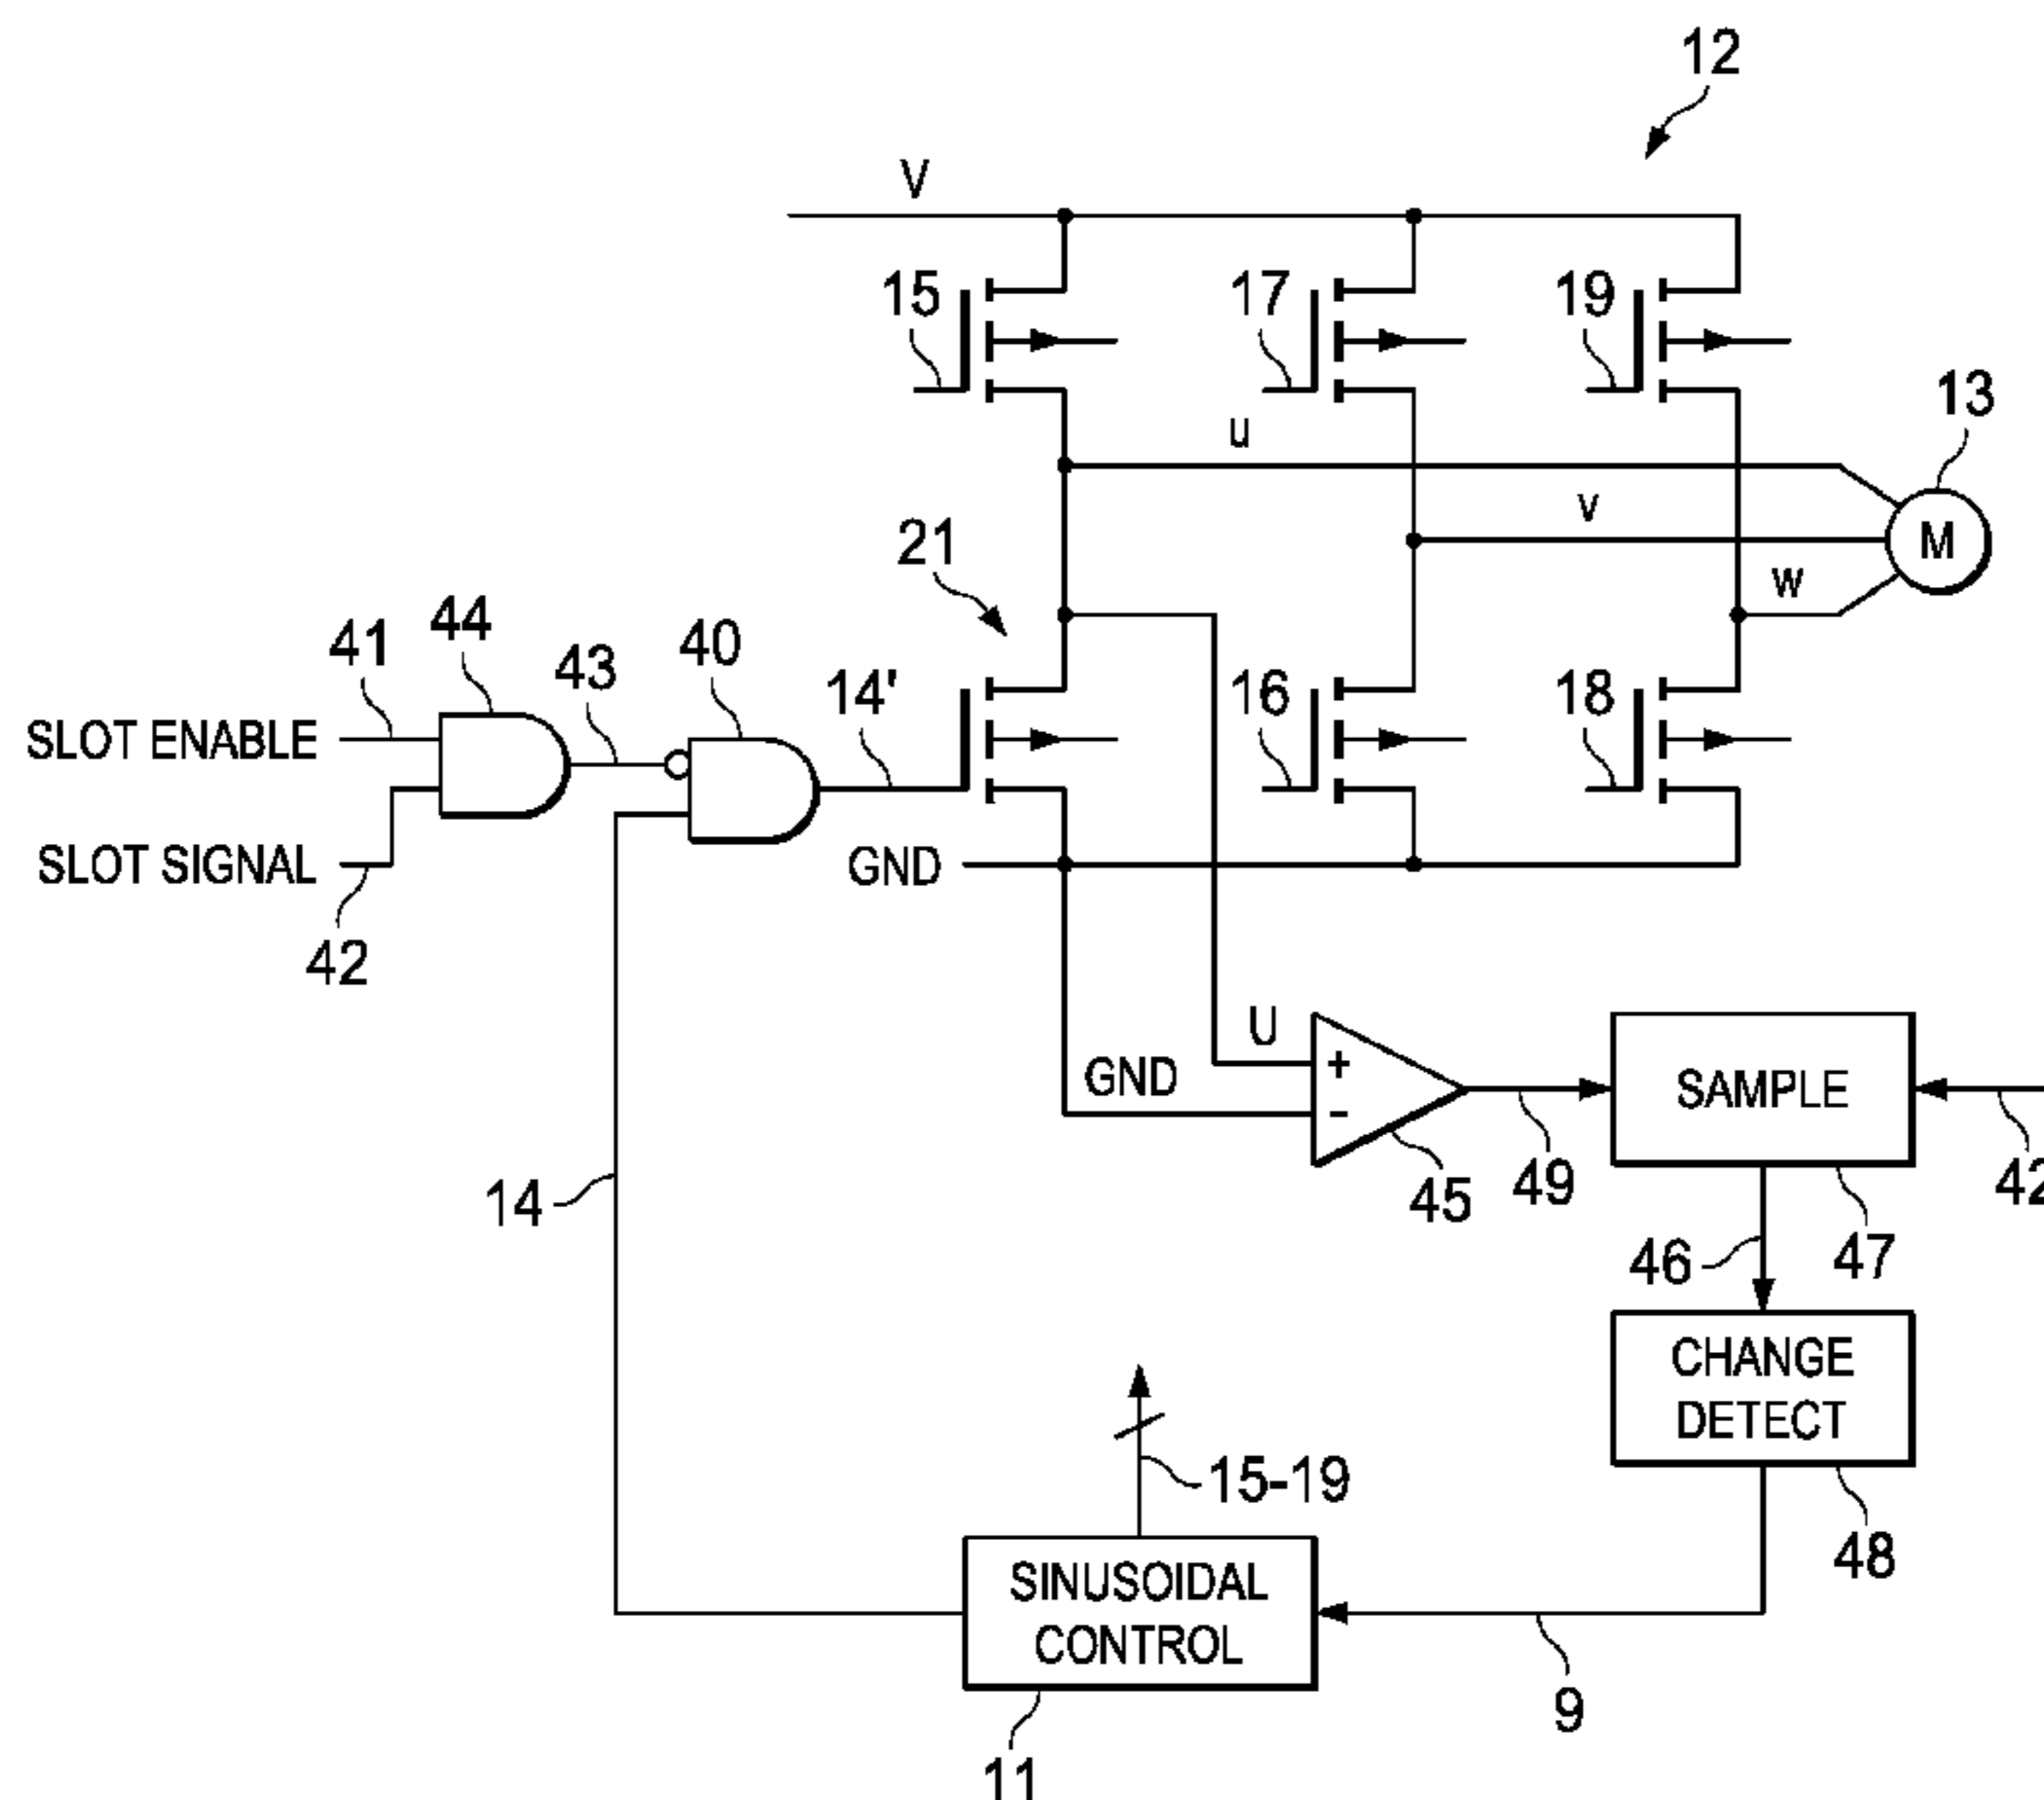 12
V
15
17
19
13
u
v
M
21
w
41
44
43
40
14'
16
18
SLOT ENABLE
SLOT SIGNAL
GND
42
U
GND
+
-
SAMPLE
14
45
49
42
46
47
CHANGE
DETECT
15-19
48
SINUSOIDAL
CONTROL
9
11